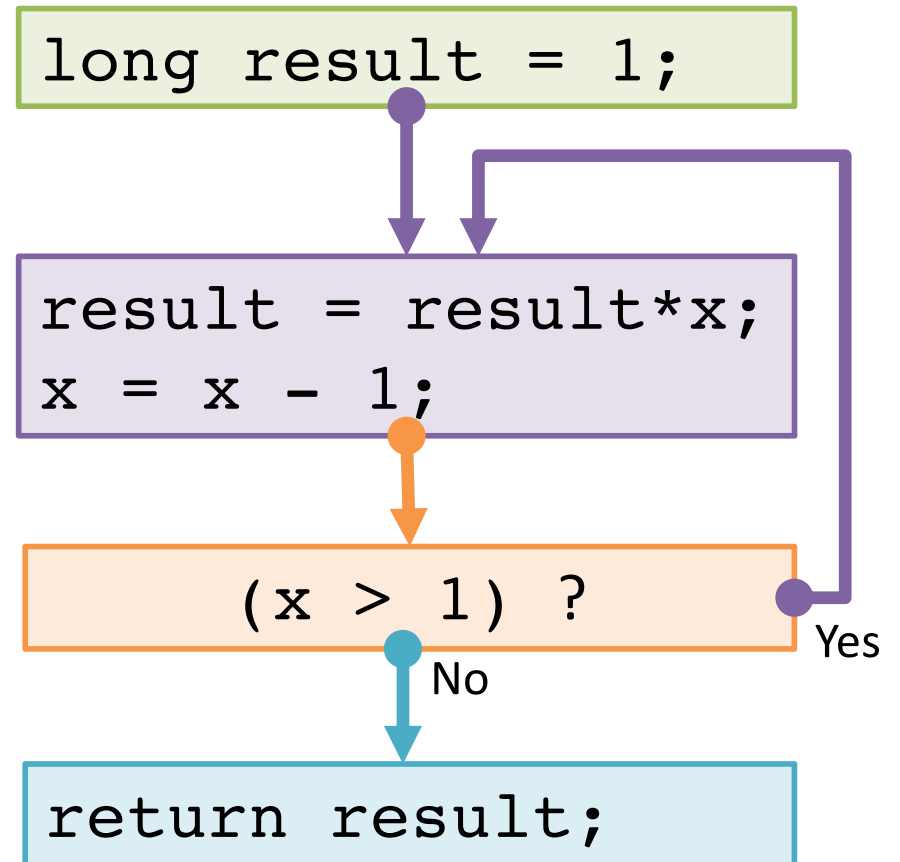 long result = 1;
result = result*x;
x = x - 1;
(x > 1) ?
Yes
No
return result;